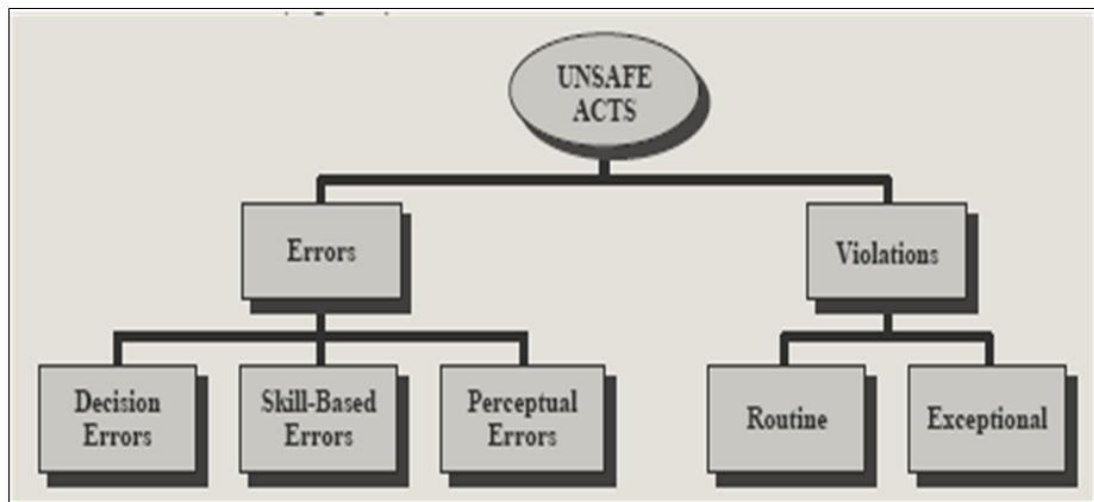 UNSAFE
ACTS
Errors
Violations
Decision
Errors
Skill-Based
Errors
Perceptual
Errors
Routine
Exceptional